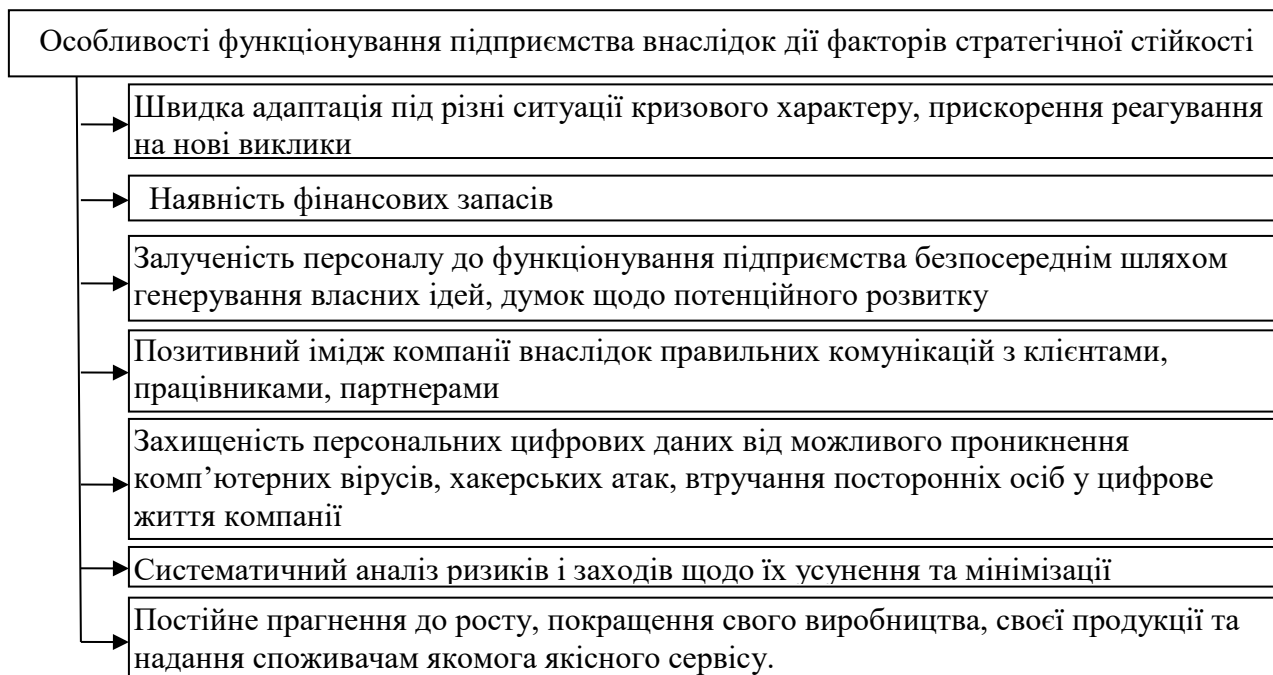 Особливості функціонування підприємства внаслідок дії факторів стратегічної стійкості
Швидка адаптація під різні ситуації кризового характеру, прискорення реагування
на нові виклики
Наявність фінансових запасів
Залученість персоналу до функціонування підприємства безпосереднім шляхом
генерування власних ідей, думок щодо потенційного розвитку
Позитивний імідж компанії внаслідок правильних комунікацій з клієнтами,
працівниками, партнерами
Захищеність персональних цифрових даних від можливого проникнення
комп’ютерних вірусів, хакерських атак, втручання посторонніх осіб у цифрове
життя компанії
Систематичний аналіз ризиків і заходів щодо їх усунення та мінімізації
Постійне прагнення до росту, покращення свого виробництва, своєї продукції та
надання споживачам якомога якісного сервісу.